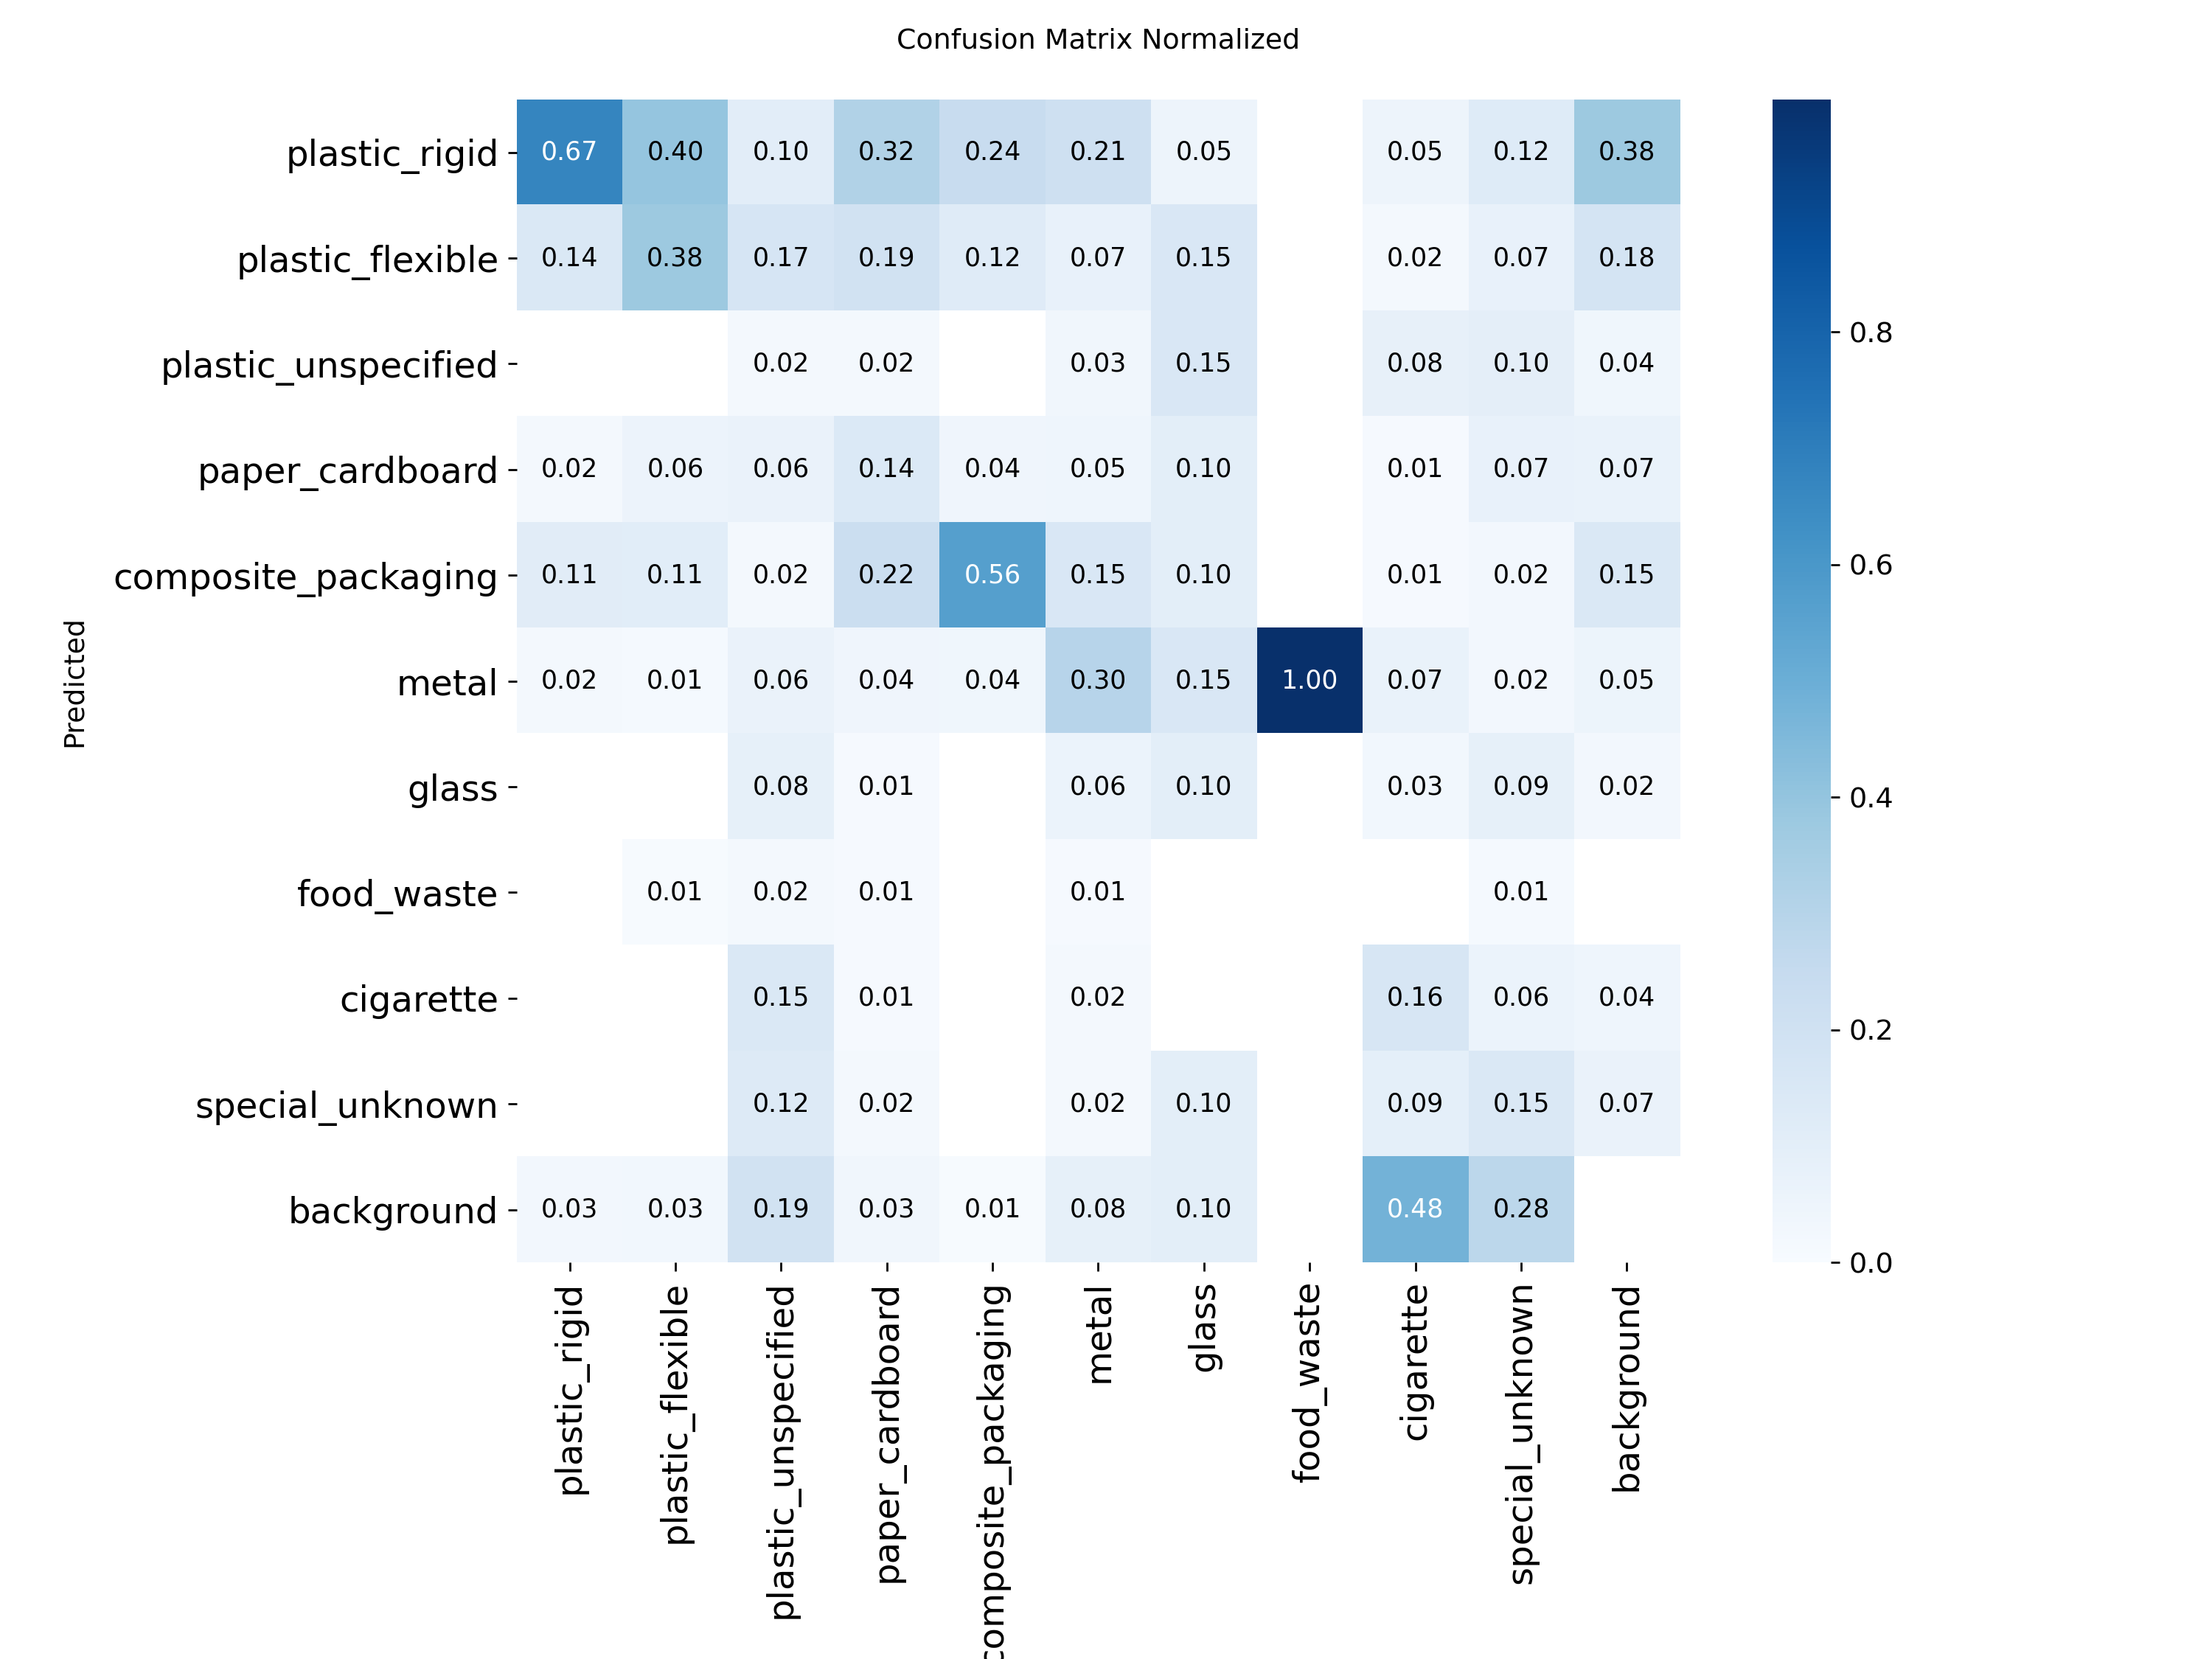 Confusion Matrix Normalized
plastic_rigid 0.67 0.40 0.10 0.32 0.24 0.21 0.05 0.05 0.12 0.38
plastic_flexible 0.14 0.38 0.17 0.19 0.12 0.07 0.15 0.02 0.07 0.18
plastic_unspecified 0.02 0.02 0.03 0.15 0.08 0.10 0.04
paper_cardboard 0.02 0.06 0.06 0.14 0.04 0.05 0.10 0.01 0.07 0.07
composite_packaging 0.11 0.11 0.02 0.22 0.56 0.15 0.10 0.01 0.02 0.15
metal 0.02 0.01 0.06 0.04 0.04 0.30 0.15 1.00 0.07 0.02 0.05
glass 0.08 0.01 0.06 0.10 0.03 0.09 0.02
food_waste 0.01 0.02 0.01 0.01 0.01
cigarette 0.15 0.01 0.02 0.16 0.06 0.04
special_unknown 0.12 0.02 0.02 0.10 0.09 0.15 0.07
background 0.03 0.03 0.19 0.03 0.01 0.08 0.10 0.48 0.28
Predicted
plastic_rigid
plastic_flexible
plastic_unspecified
paper_cardboard
composite_packaging
metal
glass
food_waste
cigarette
special_unknown
background
0.8
0.6
0.4
0.2
0.0